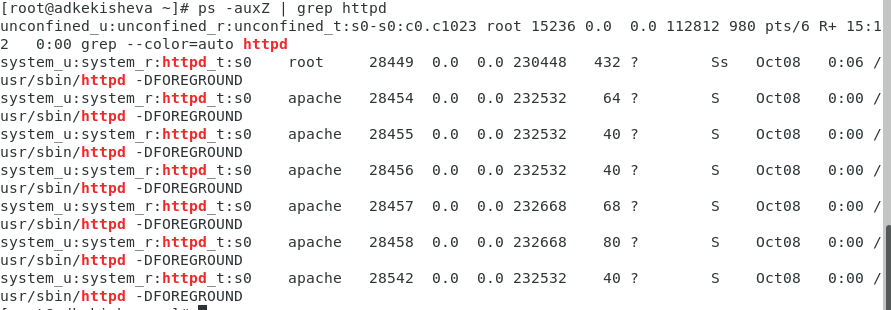 [root@adkekisheva ~]# ps -auxZ | grep httpd
unconfined_u:unconfined_r:unconfined_t:s0-s0:c0.c1023 root 15236 0.0  0.0 112812 980 pts/6 R+ 15:1
2   0:00 grep --color=auto httpd
system_u:system_r:httpd_t:s0    root     28449  0.0  0.0 230448   432 ?        Ss   Oct08   0:06 /
usr/sbin/httpd -DFOREGROUND
system_u:system_r:httpd_t:s0    apache   28454  0.0  0.0 232532    64 ?        S    Oct08   0:00 /
usr/sbin/httpd -DFOREGROUND
system_u:system_r:httpd_t:s0    apache   28455  0.0  0.0 232532    40 ?        S    Oct08   0:00 /
usr/sbin/httpd -DFOREGROUND
system_u:system_r:httpd_t:s0    apache   28456  0.0  0.0 232532    40 ?        S    Oct08   0:00 /
usr/sbin/httpd -DFOREGROUND
system_u:system_r:httpd_t:s0    apache   28457  0.0  0.0 232668    68 ?        S    Oct08   0:00 /
usr/sbin/httpd -DFOREGROUND
system_u:system_r:httpd_t:s0    apache   28458  0.0  0.0 232668    80 ?        S    Oct08   0:00 /
usr/sbin/httpd -DFOREGROUND
system_u:system_r:httpd_t:s0    apache   28542  0.0  0.0 232532    40 ?        S    Oct08   0:00 /
usr/sbin/httpd -DFOREGROUND